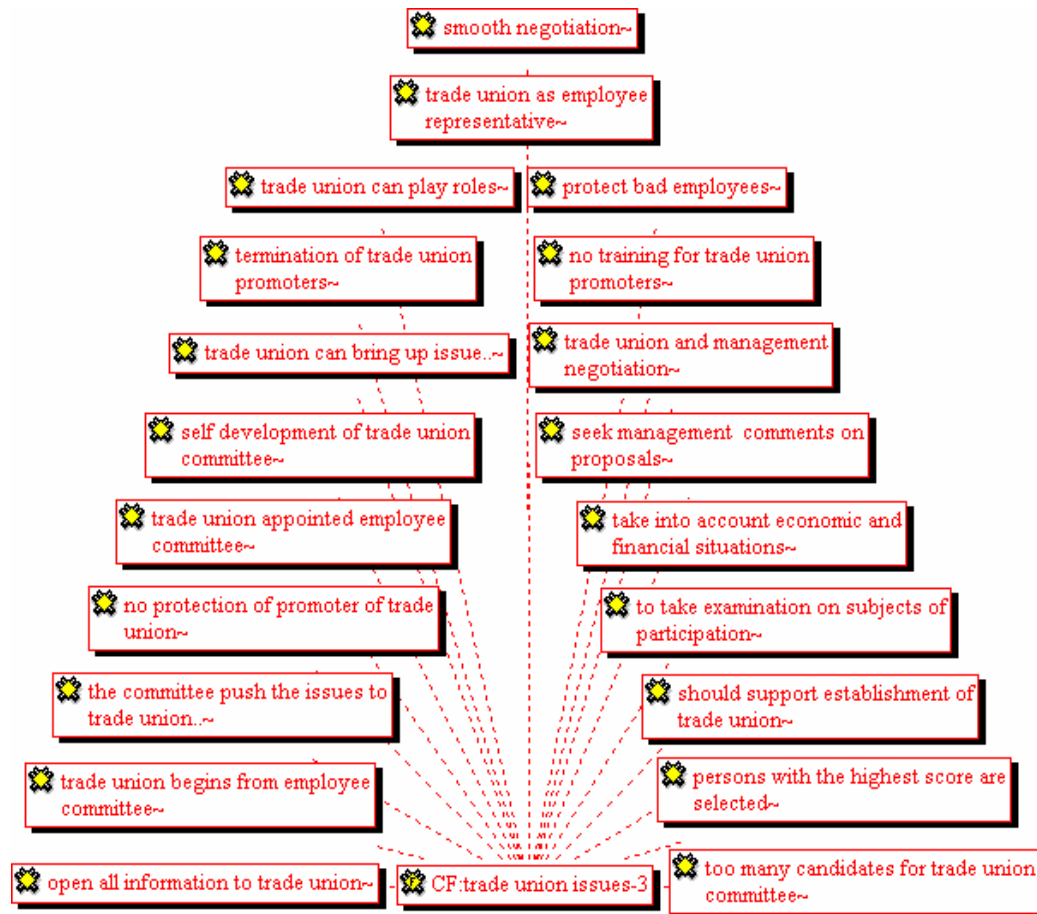 smooth negotiation~
trade union as employee
representative~
trade union can play roles~
protect bad employees~
termination of trade union
promoters~
no training for trade union
promoters~
trade union can bring up issue..~
trade union and management
negotiation~
self development of trade union
committee~
seek management  comments on
proposals~
trade union appointed employee
committee~
take into account economic and
financial situations~
no protection of promoter of trade
union~
to take examination on subjects of
participation~
the committee push the issues to
trade union..~
should support establishment of
trade union~
trade union begins from employee
committee~
persons with the highest score are
selected~
open all information to trade union~
CF:trade union issues-3
too many candidates for trade union
committee~